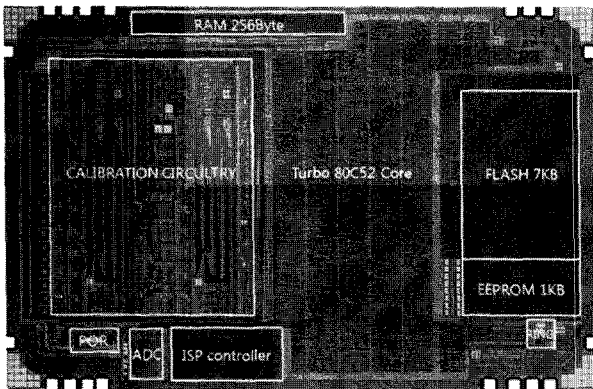 RAM 256Byte
CALIBRATION CIRCULTRY
Turbo 80C52 Core
FLASH 7KB
EEPROM 1KB
POR
ADC
ISP controller